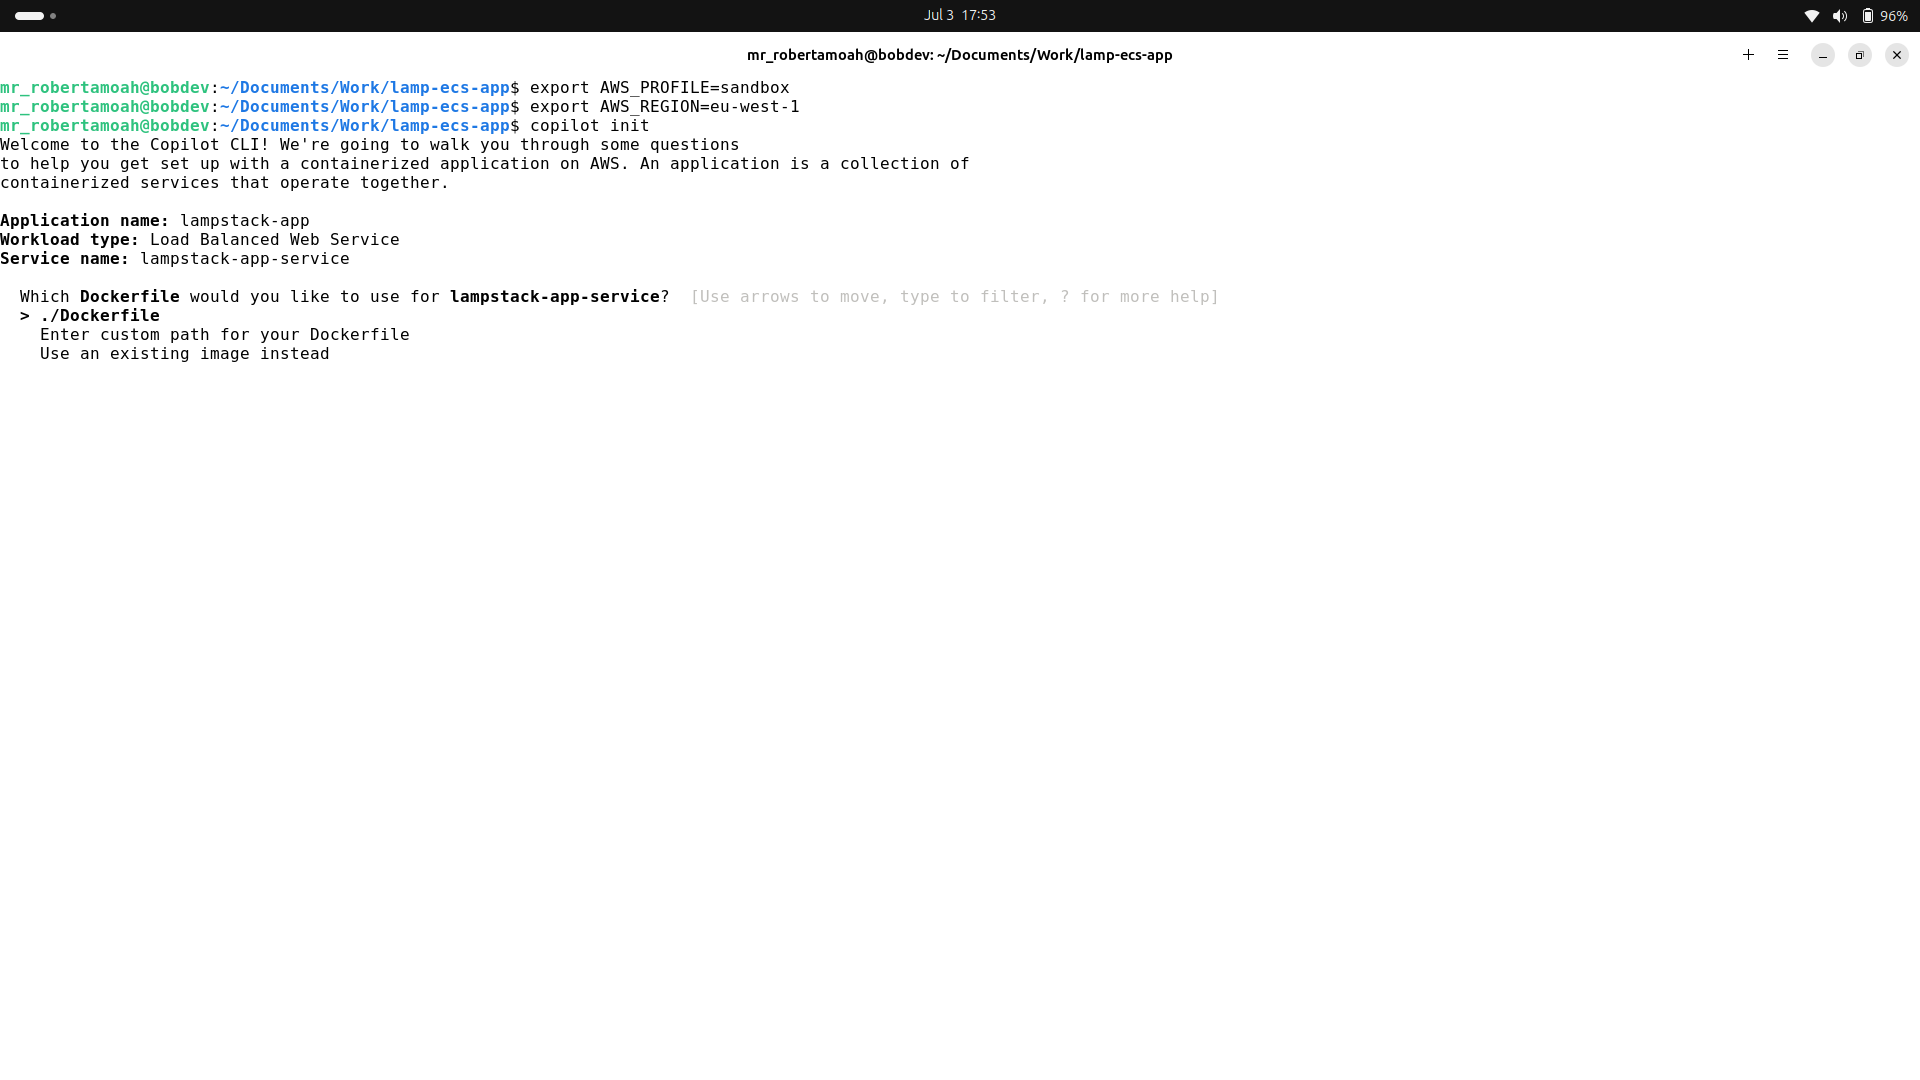 Jul 3 17:53
96%
mr_robertamoah@bobdev: ~/Documents/Work/lamp-ecs-app
mr_robertamoah@bobdev:~/Documents/Work/lamp-ecs-app$ export AWS_PROFILE=sandbox
mr_robertamoah@bobdev:~/Documents/Work/lamp-ecs-app$ export AWS_REGION=eu-west-1
mr_robertamoah@bobdev:~/Documents/Work/lamp-ecs-app$ copilot init
Welcome to the Copilot CLI! We're going to walk you through some questions
to help you get set up with a containerized application on AWS. An application is a collection of
containerized services that operate together.
Application name: lampstack-app
Workload type: Load Balanced Web Service
Service name: lampstack-app-service
Which Dockerfile would you like to use for lampstack-app-service?  [Use arrows to move, type to filter, ? for more help]
> ./Dockerfile
Enter custom path for your Dockerfile
Use an existing image instead